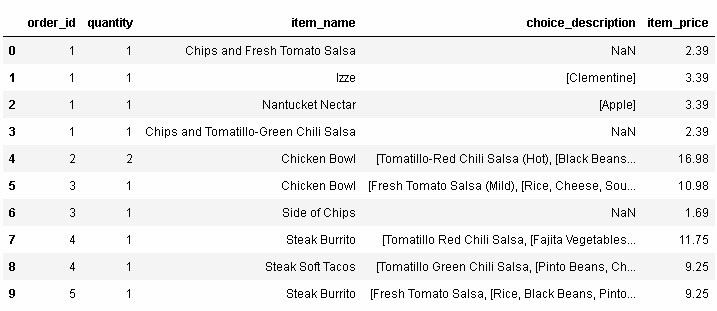 order_id quantity item_name choice_description item_price
0 1 1 Chips and Fresh Tomato Salsa NaN 2.39
1 1 1 Izze [Clementine] 3.39
2 1 1 Nantucket Nectar [Apple] 3.39
3 1 1 Chips and Tomatillo-Green Chili Salsa NaN 2.39
4 2 2 Chicken Bowl [Tomatillo-Red Chili Salsa (Hot), [Black Beans... 16.98
5 3 1 Chicken Bowl [Fresh Tomato Salsa (Mild), [Rice, Cheese, Sou... 10.98
6 3 1 Side of Chips NaN 1.69
7 4 1 Steak Burrito [Tomatillo Red Chili Salsa, [Fajita Vegetables... 11.75
8 4 1 Steak Soft Tacos [Tomatillo Green Chili Salsa, [Pinto Beans, Ch... 9.25
9 5 1 Steak Burrito [Fresh Tomato Salsa, [Rice, Black Beans, Pinto... 9.25